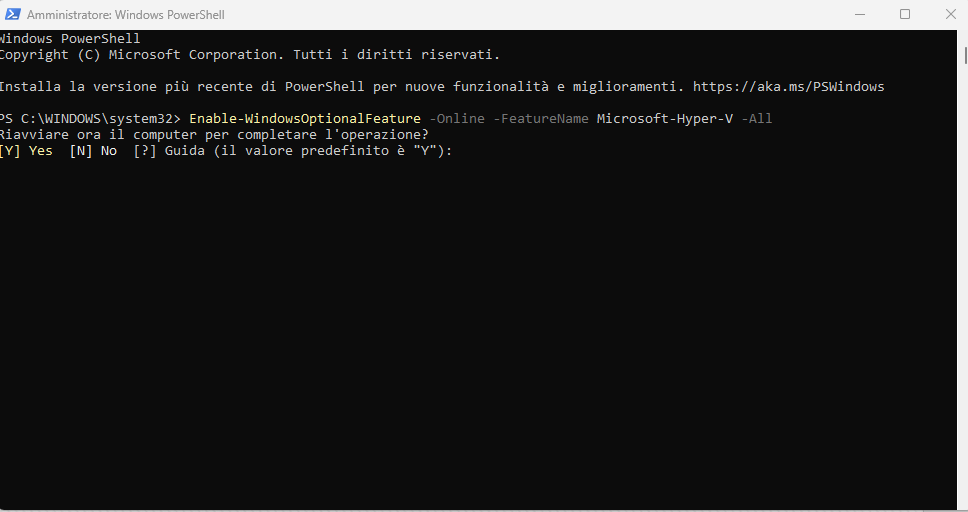 Amministratore: Windows PowerShell
Windows PowerShell
Copyright (C) Microsoft Corporation. Tutti i diritti riservati.
Installa la versione più recente di PowerShell per nuove funzionalità e miglioramenti. https://aka.ms/PSWindows
PS C:\WINDOWS\system32> Enable-WindowsOptionalFeature -Online -FeatureName Microsoft-Hyper-V -All
Riavviare ora il computer per completare l'operazione?
[Y] Yes  [N] No  [?] Guida (il valore predefinito è "Y"):